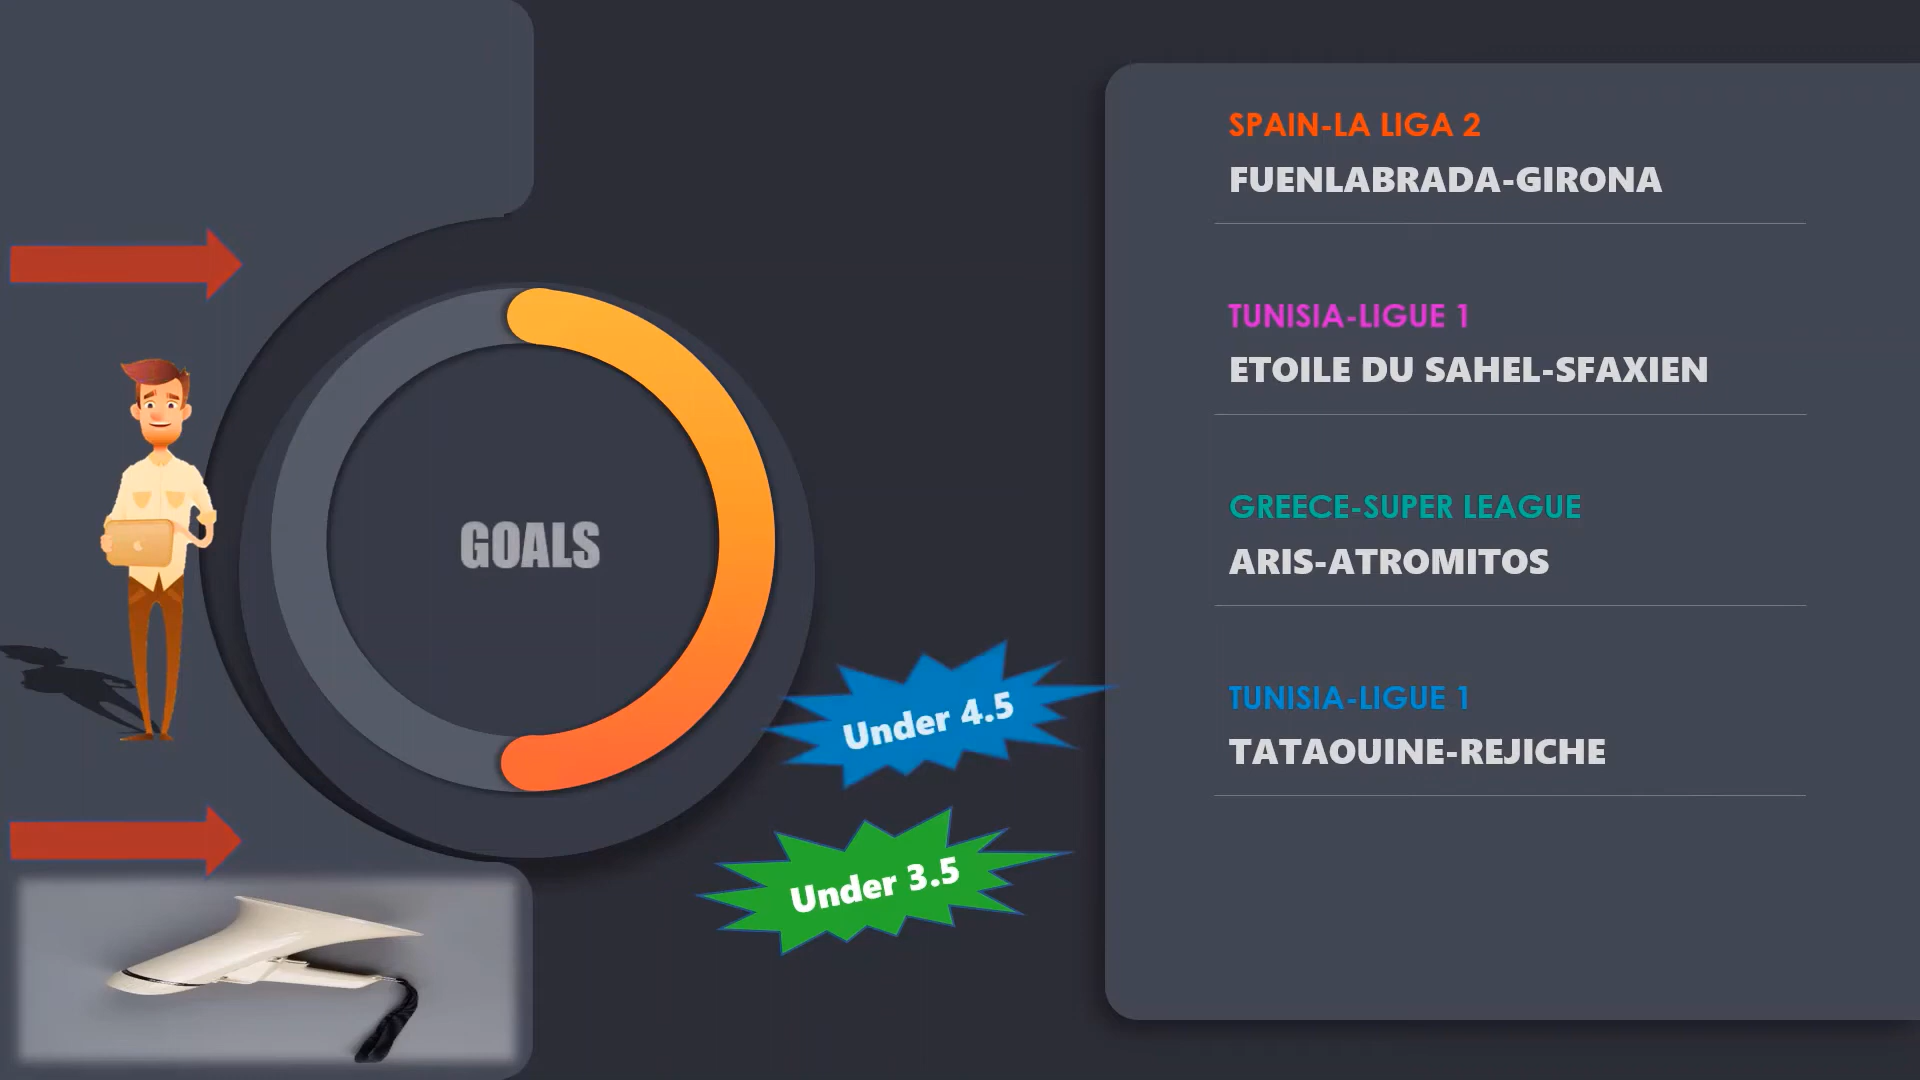 SPAIN-LA LIGA 2
FUENLABRADA-GIRONA
TUNISIA-LIGUE 1
ETOILE DU SAHEL-SFAXIEN
GREECE-SUPER LEAGUE
ARIS-ATROMITOS
TUNISIA-LIGUE 1
TATAOUINE-REJICHE
GOALS
Under 4.5
Under 3.5